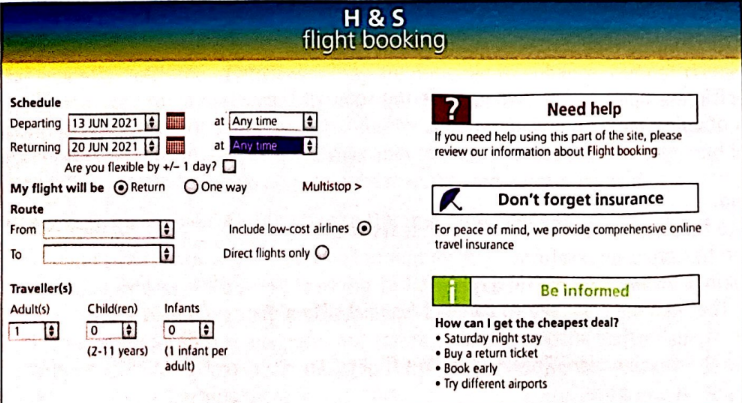 H & S
flight booking
Schedule
Departing 13 JUN 2021 at Any time
Returning 20 JUN 2021 at Any time
Are you flexible by +/– 1 day?
My flight will be Return One way Multistop >
Route
From Include low-cost airlines
To Direct flights only
Traveller(s)
Adult(s) Child(ren) Infants
1 0 0
(2-11 years) (1 infant per
adult)
? Need help
If you need help using this part of the site, please
review our information about Flight booking
Don't forget insurance
For peace of mind, we provide comprehensive online
travel insurance
i Be informed
How can I get the cheapest deal?
• Saturday night stay
• Buy a return ticket
• Book early
• Try different airports